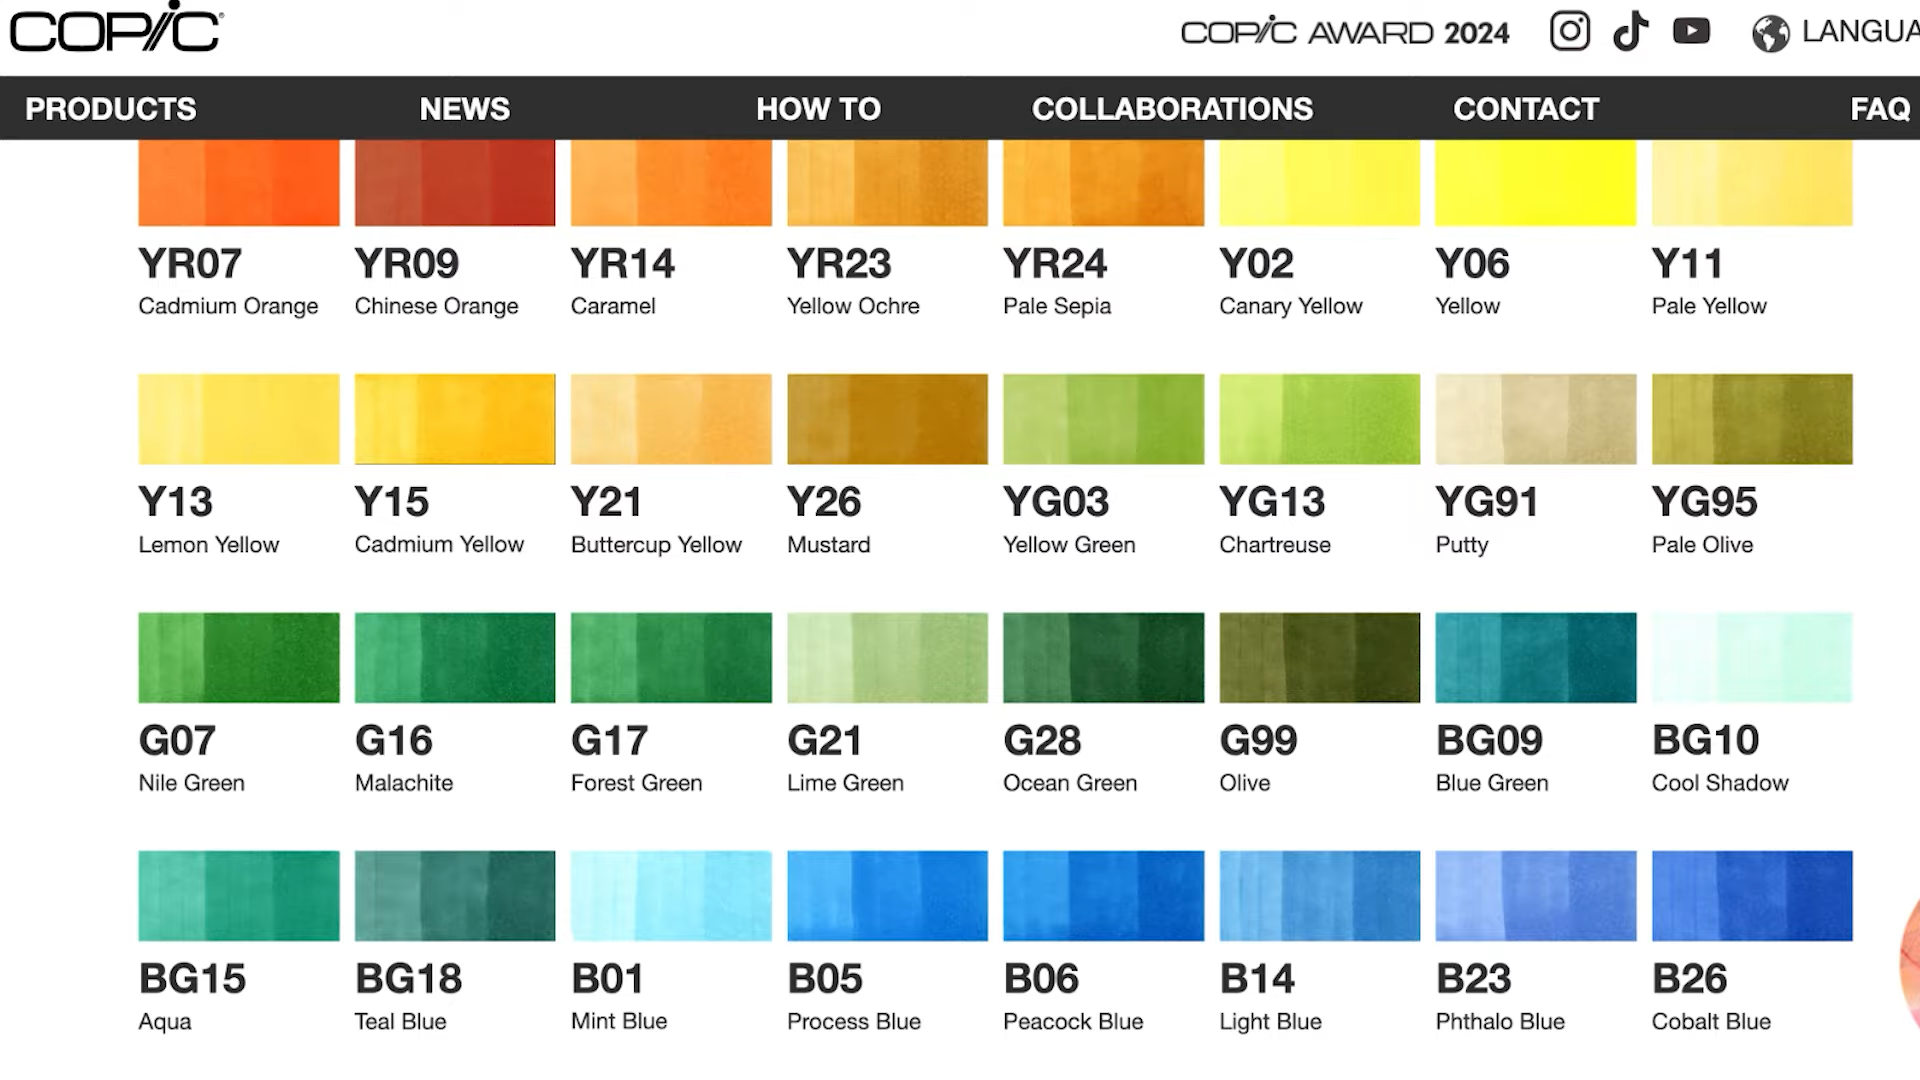 COPIC
COPIC AWARD 2024
LANGUA
PRODUCTS NEWS HOW TO COLLABORATIONS CONTACT FAQ
YR07 YR09 YR14 YR23 YR24 Y02 Y06 Y11
Cadmium Orange Chinese Orange Caramel Yellow Ochre Pale Sepia Canary Yellow Yellow Pale Yellow
Y13 Y15 Y21 Y26 YG03 YG13 YG91 YG95
Lemon Yellow Cadmium Yellow Buttercup Yellow Mustard Yellow Green Chartreuse Putty Pale Olive
G07 G16 G17 G21 G28 G99 BG09 BG10
Nile Green Malachite Forest Green Lime Green Ocean Green Olive Blue Green Cool Shadow
BG15 BG18 B01 B05 B06 B14 B23 B26
Aqua Teal Blue Mint Blue Process Blue Peacock Blue Light Blue Phthalo Blue Cobalt Blue